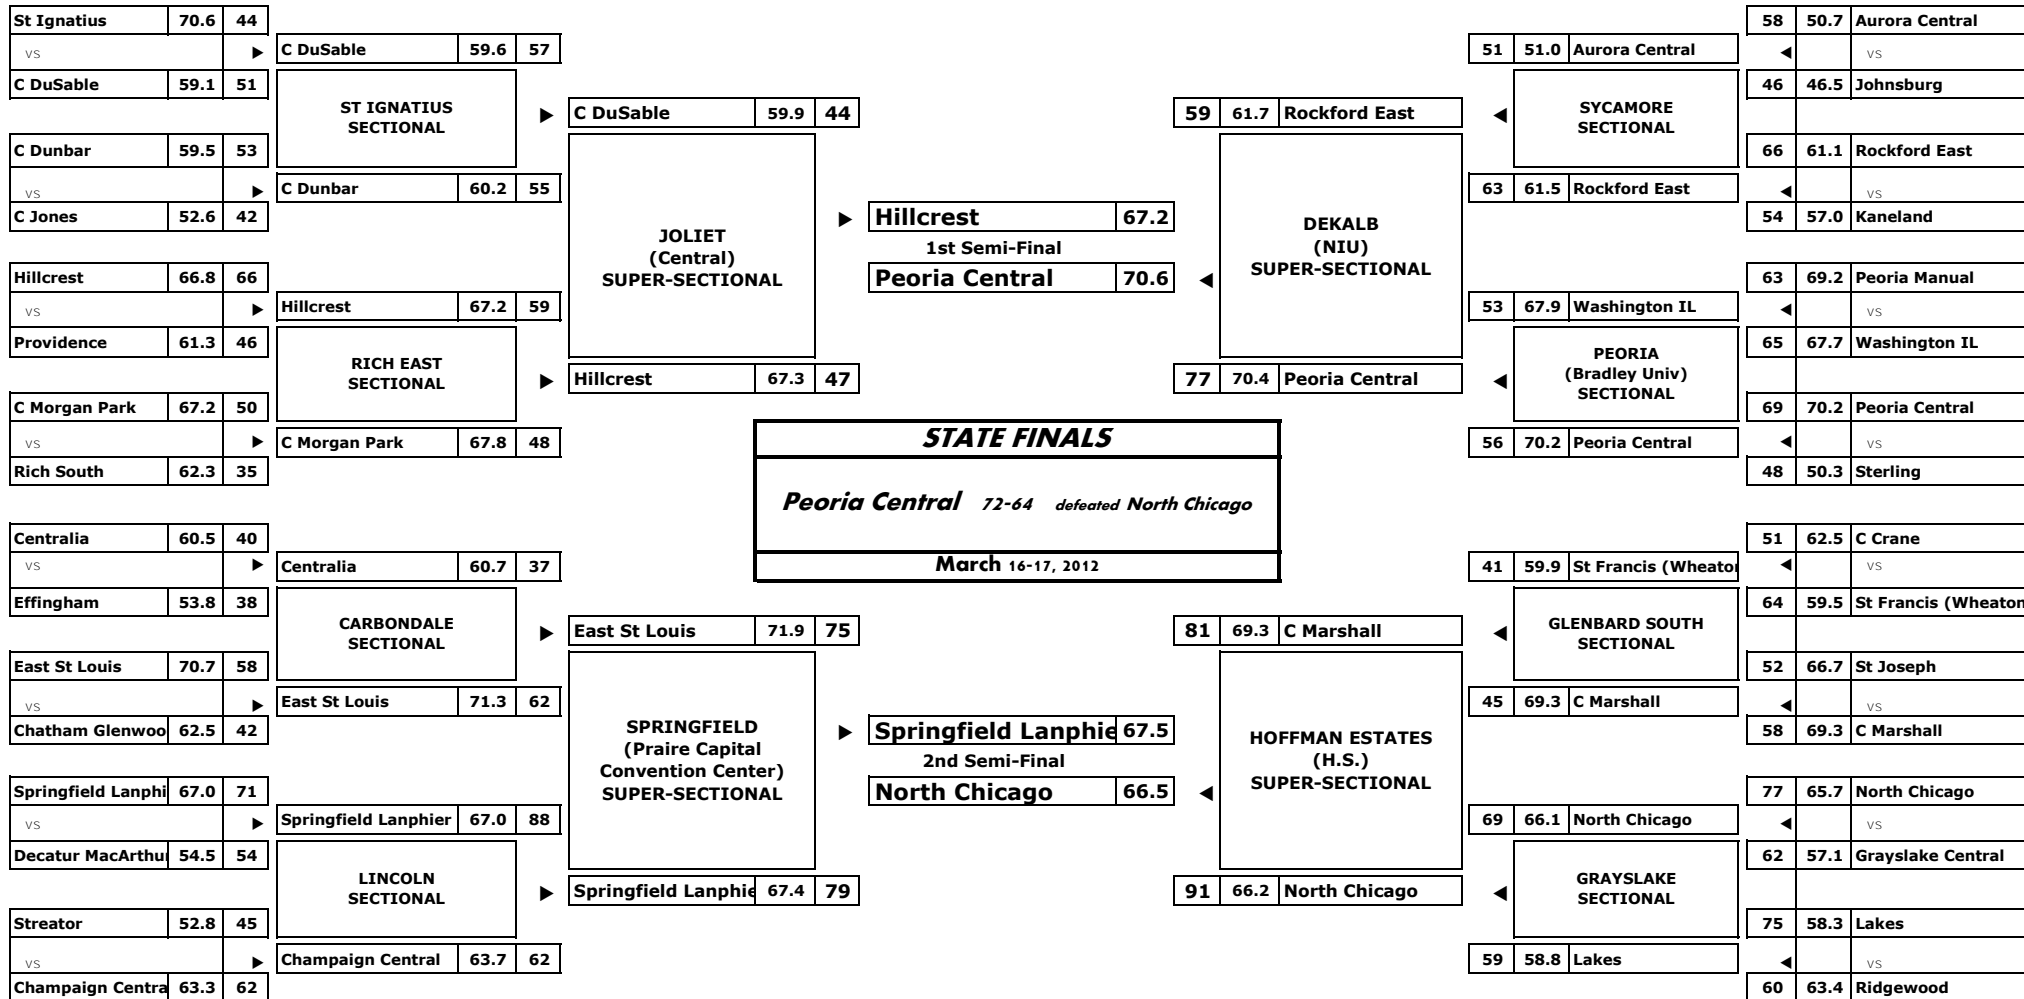 St Ignatius 70.6 44
vs
C DuSable 59.1 51
C Dunbar 59.5 53
vs
C Jones 52.6 42
Hillcrest 66.8 66
vs
Providence 61.3 46
C Morgan Park 67.2 50
vs
Rich South 62.3 35
Centralia 60.5 40
vs
Effingham 53.8 38
East St Louis 70.7 58
vs
Chatham Glenwoo 62.5 42
Springfield Lanphi 67.0 71
vs
Decatur MacArthu 54.5 54
Streator 52.8 45
vs
Champaign Centra 63.3 62
C DuSable 59.6 57
ST IGNATIUS
SECTIONAL
C Dunbar 60.2 55
Hillcrest 67.2 59
RICH EAST
SECTIONAL
C Morgan Park 67.8 48
Centralia 60.7 37
CARBONDALE
SECTIONAL
East St Louis 71.3 62
Springfield Lanphier 67.0 88
LINCOLN
SECTIONAL
Champaign Central 63.7 62
C DuSable 59.9 44
JOLIET
(Central)
SUPER-SECTIONAL
Hillcrest 67.3 47
East St Louis 71.9 75
SPRINGFIELD
(Praire Capital
Convention Center)
SUPER-SECTIONAL
Springfield Lanphie 67.4 79
Hillcrest 67.2
1st Semi-Final
Peoria Central 70.6
STATE FINALS
Peoria Central 72-64 defeated North Chicago
March 16-17, 2012
Springfield Lanphie 67.5
2nd Semi-Final
North Chicago 66.5
59 61.7 Rockford East
DEKALB
(NIU)
SUPER-SECTIONAL
77 70.4 Peoria Central
81 69.3 C Marshall
HOFFMAN ESTATES
(H.S.)
SUPER-SECTIONAL
91 66.2 North Chicago
51 51.0 Aurora Central
SYCAMORE
SECTIONAL
63 61.5 Rockford East
53 67.9 Washington IL
PEORIA
(Bradley Univ)
SECTIONAL
56 70.2 Peoria Central
41 59.9 St Francis (Wheato
GLENBARD SOUTH
SECTIONAL
45 69.3 C Marshall
69 66.1 North Chicago
GRAYSLAKE
SECTIONAL
59 58.8 Lakes
58 50.7 Aurora Central
vs
46 46.5 Johnsburg
66 61.1 Rockford East
vs
54 57.0 Kaneland
63 69.2 Peoria Manual
vs
65 67.7 Washington IL
69 70.2 Peoria Central
vs
48 50.3 Sterling
51 62.5 C Crane
vs
64 59.5 St Francis (Wheaton
52 66.7 St Joseph
vs
58 69.3 C Marshall
77 65.7 North Chicago
vs
62 57.1 Grayslake Central
75 58.3 Lakes
vs
60 63.4 Ridgewood